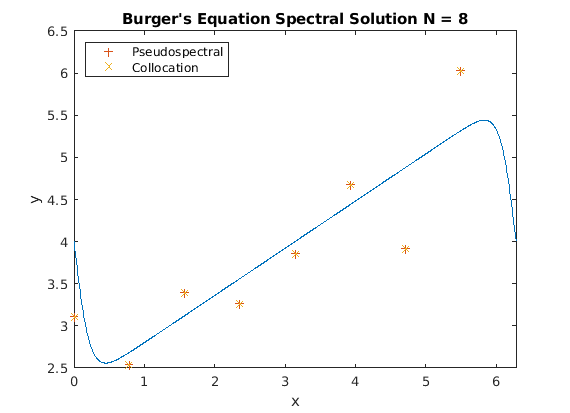 Burger's Equation Spectral Solution N = 8
6.5
6
5.5
5
4.5
4
3.5
3
2.5
y
Pseudospectral
Collocation
0 1 2 3 4 5 6
x